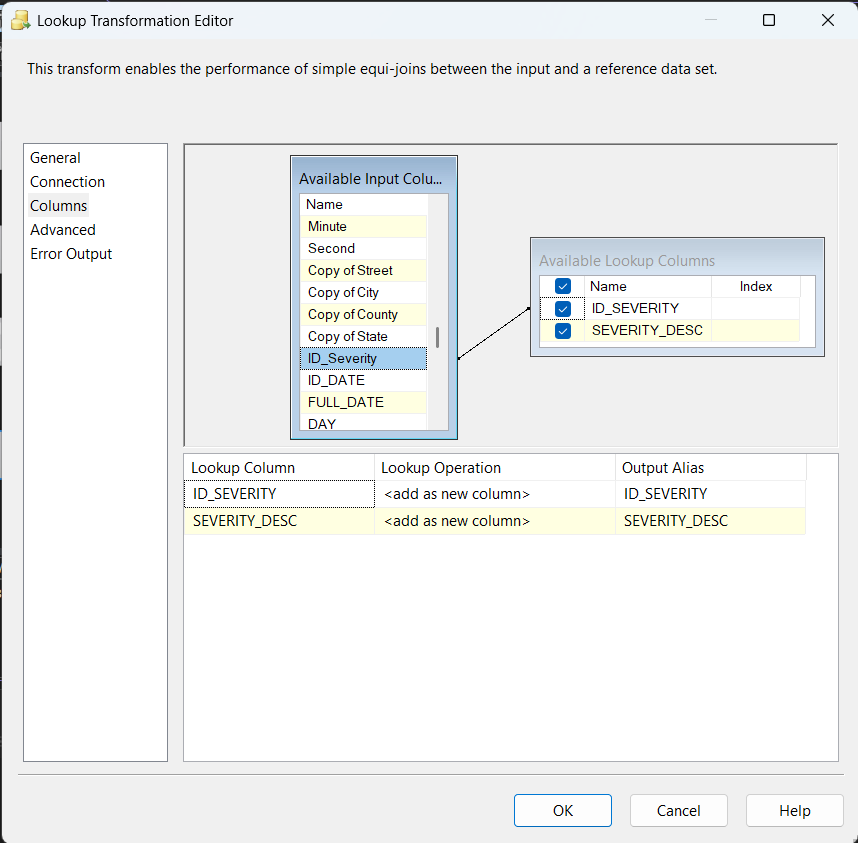 Lookup Transformation Editor
This transform enables the performance of simple equi-joins between the input and a reference data set.
General
Connection
Columns
Advanced
Error Output
Available Input Colu...
Name
Minute
Second
Copy of Street
Copy of City
Copy of County
Copy of State
ID_Severity
ID_DATE
FULL_DATE
DAY
Available Lookup Columns
Name Index
ID_SEVERITY
SEVERITY_DESC
Lookup Column Lookup Operation Output Alias
ID_SEVERITY <add as new column> ID_SEVERITY
SEVERITY_DESC <add as new column> SEVERITY_DESC
OK Cancel Help